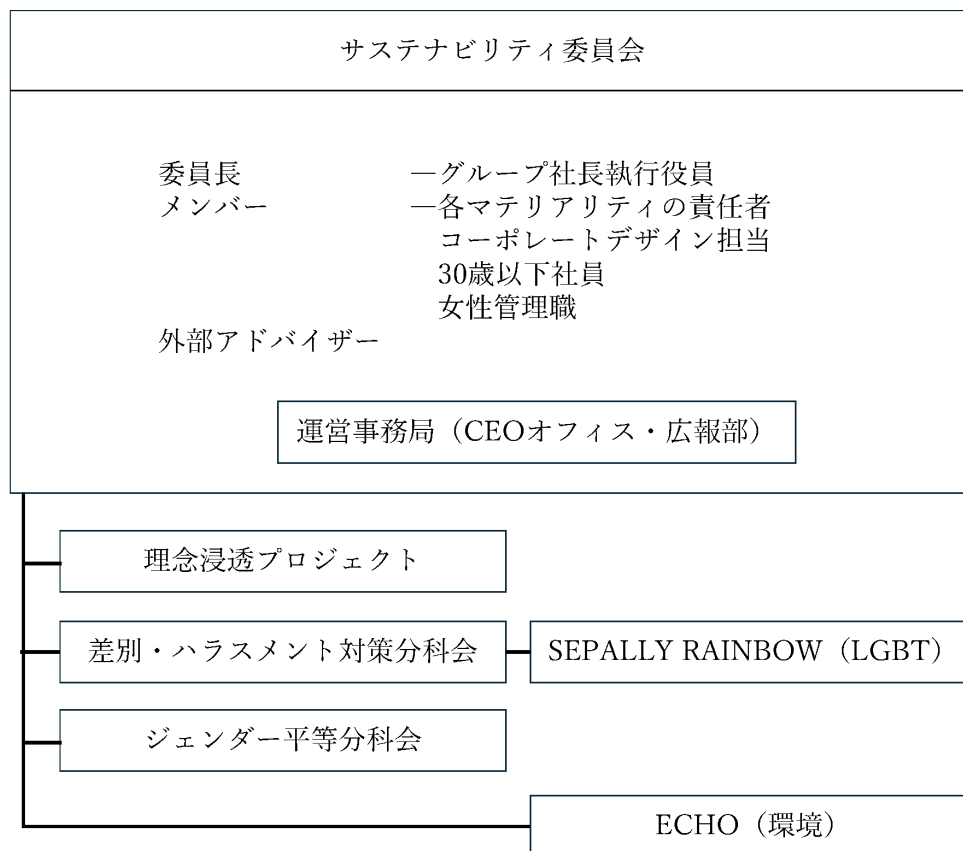 サステナビリティ委員会
委員長 ―グループ社長執行役員
メンバー ―各マテリアリティの責任者
コーポレートデザイン担当
30歳以下社員
女性管理職
外部アドバイザー
運営事務局（CEOオフィス・広報部）
理念浸透プロジェクト
差別・ハラスメント対策分科会 SEPALLY RAINBOW（LGBT）
ジェンダー平等分科会
ECHO（環境）